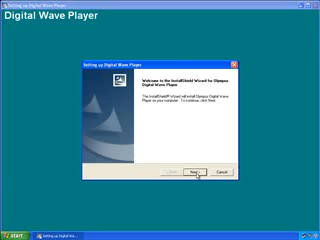 Setting up Digital Wave Player
Digital Wave Player
Setting up Digital Wave Player
Welcome to the InstallShield Wizard for Olympus
Digital Wave Player
The InstallShield® Wizard will install Olympus Digital Wave
Player on your computer. To continue, click Next.
< Back
Next >
Cancel
start
Setting up Digital Wa...